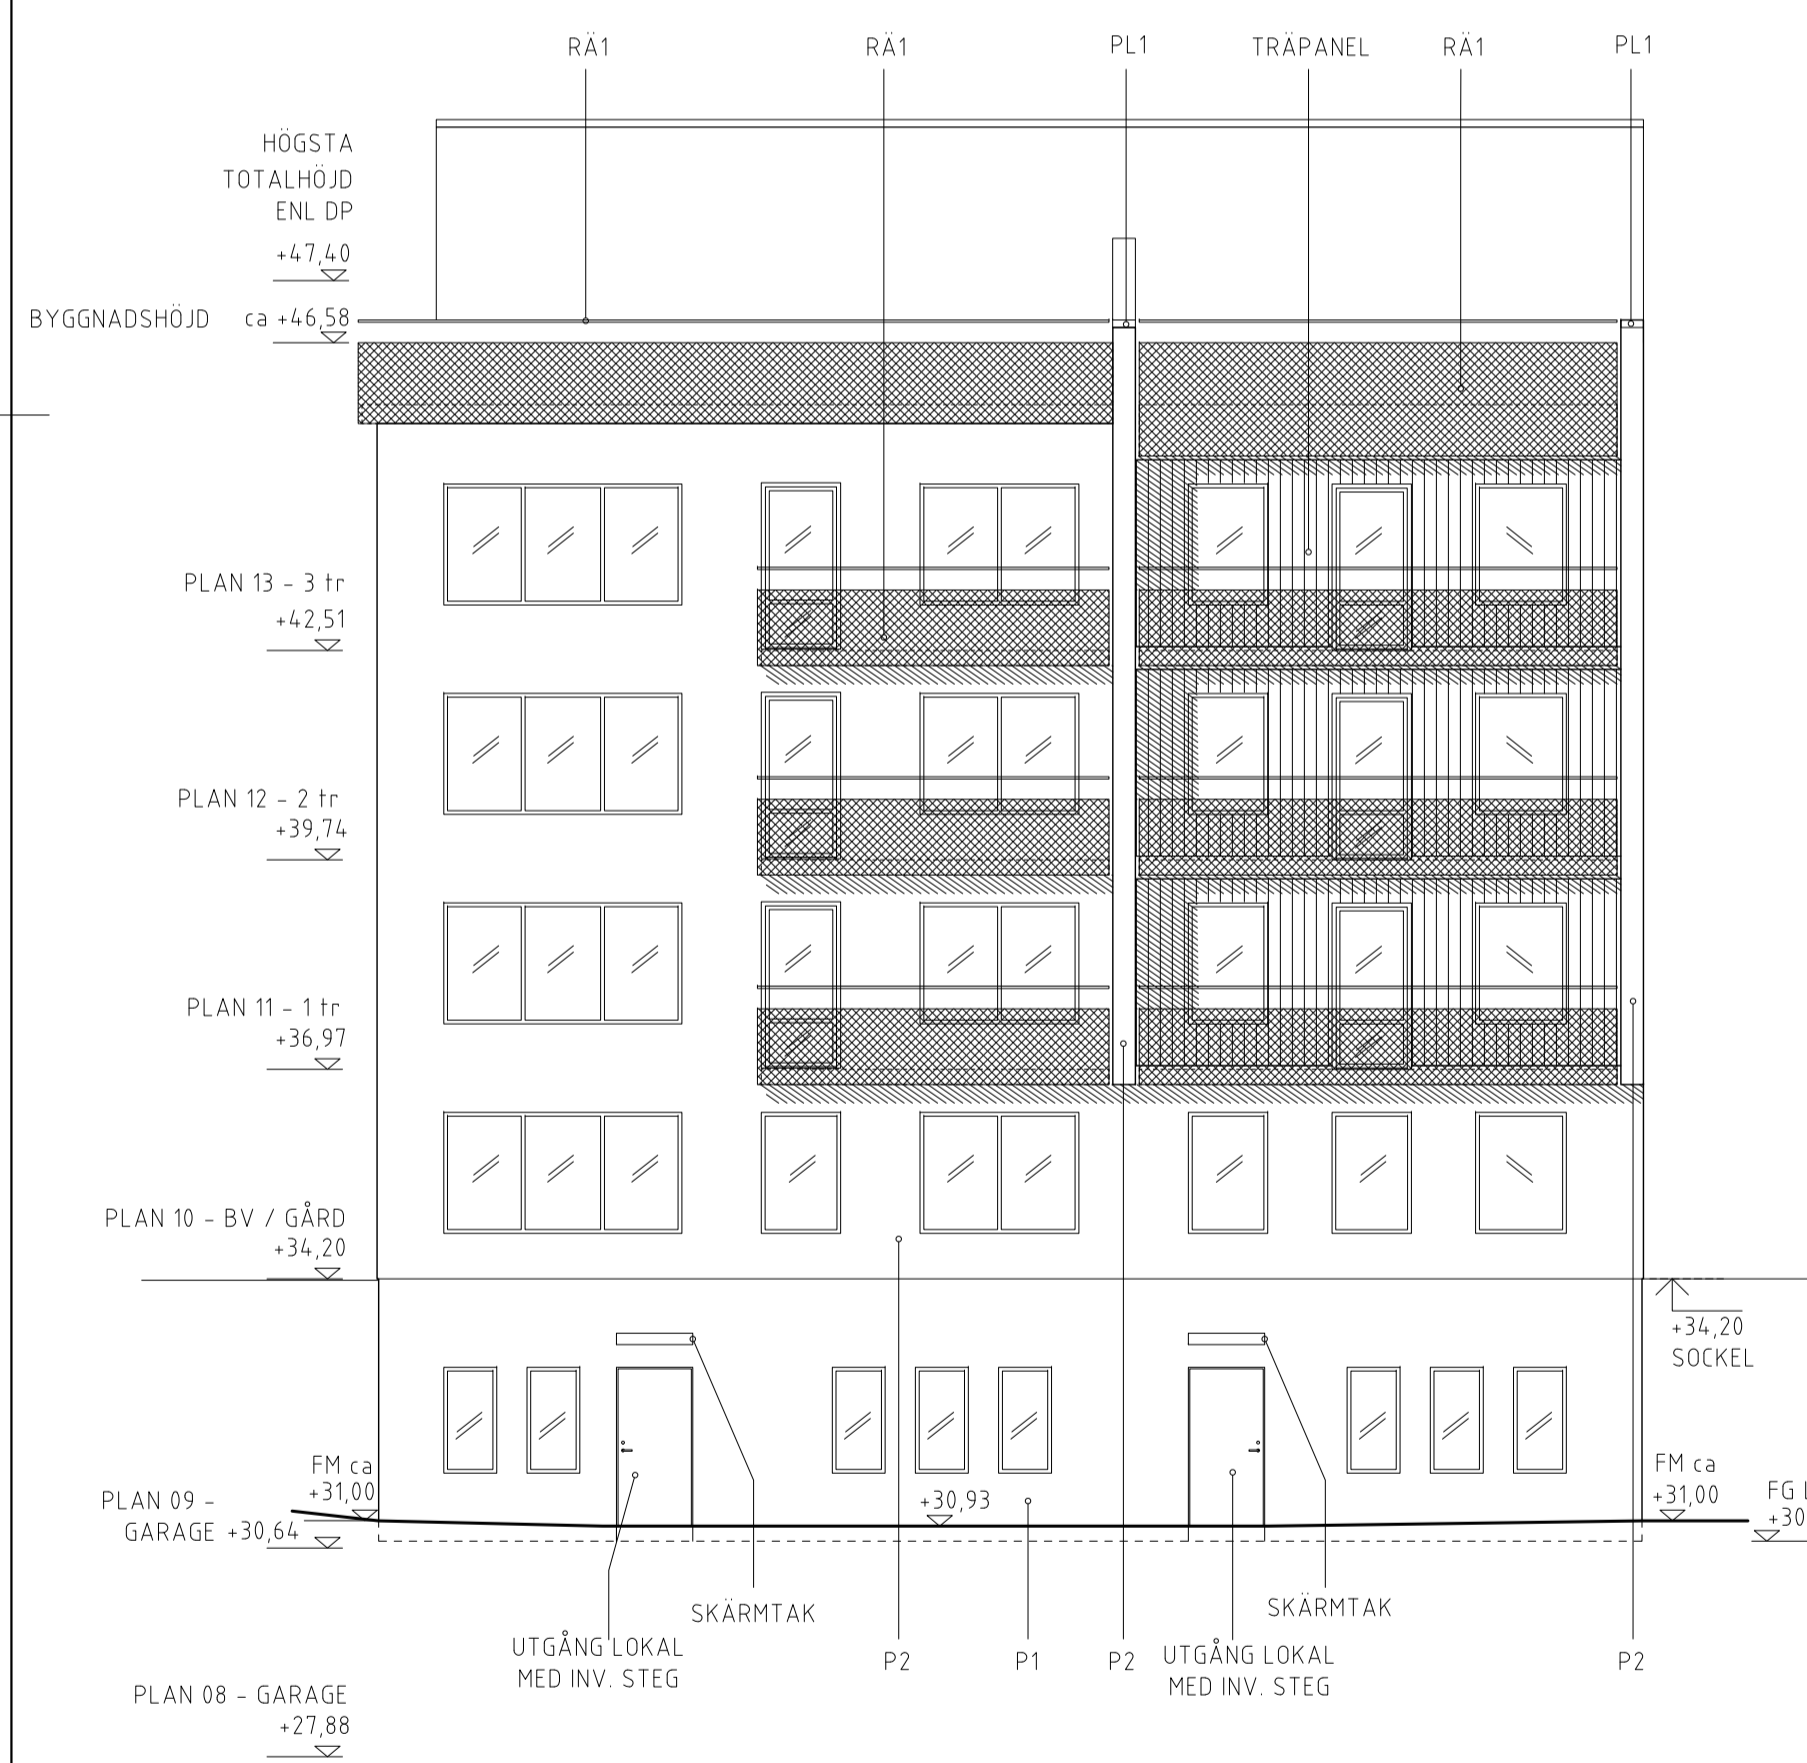 RÄ1
RÄ1
PL1
TRÄPANEL
RÄ1
PL1
HÖGSTA
TOTALHÖJD
ENL DP
+47,40
BYGGNADSHÖJD ca +46,58
PLAN 13 - 3 tr
+42,51
PLAN 12 - 2 tr
+39,74
PLAN 11 - 1 tr
+36,97
PLAN 10 - BV / GÅRD
+34,20
+34,20
SOCKEL
FM ca
+31,00
PLAN 09 -
GARAGE +30,64
+30,93
FM ca
+31,00
FG
+30
SKÄRMTAK
UTGÅNG LOKAL
MED INV. STEG
P2
P1
P2
SKÄRMTAK
UTGÅNG LOKAL
MED INV. STEG
P2
PLAN 08 - GARAGE
+27,88